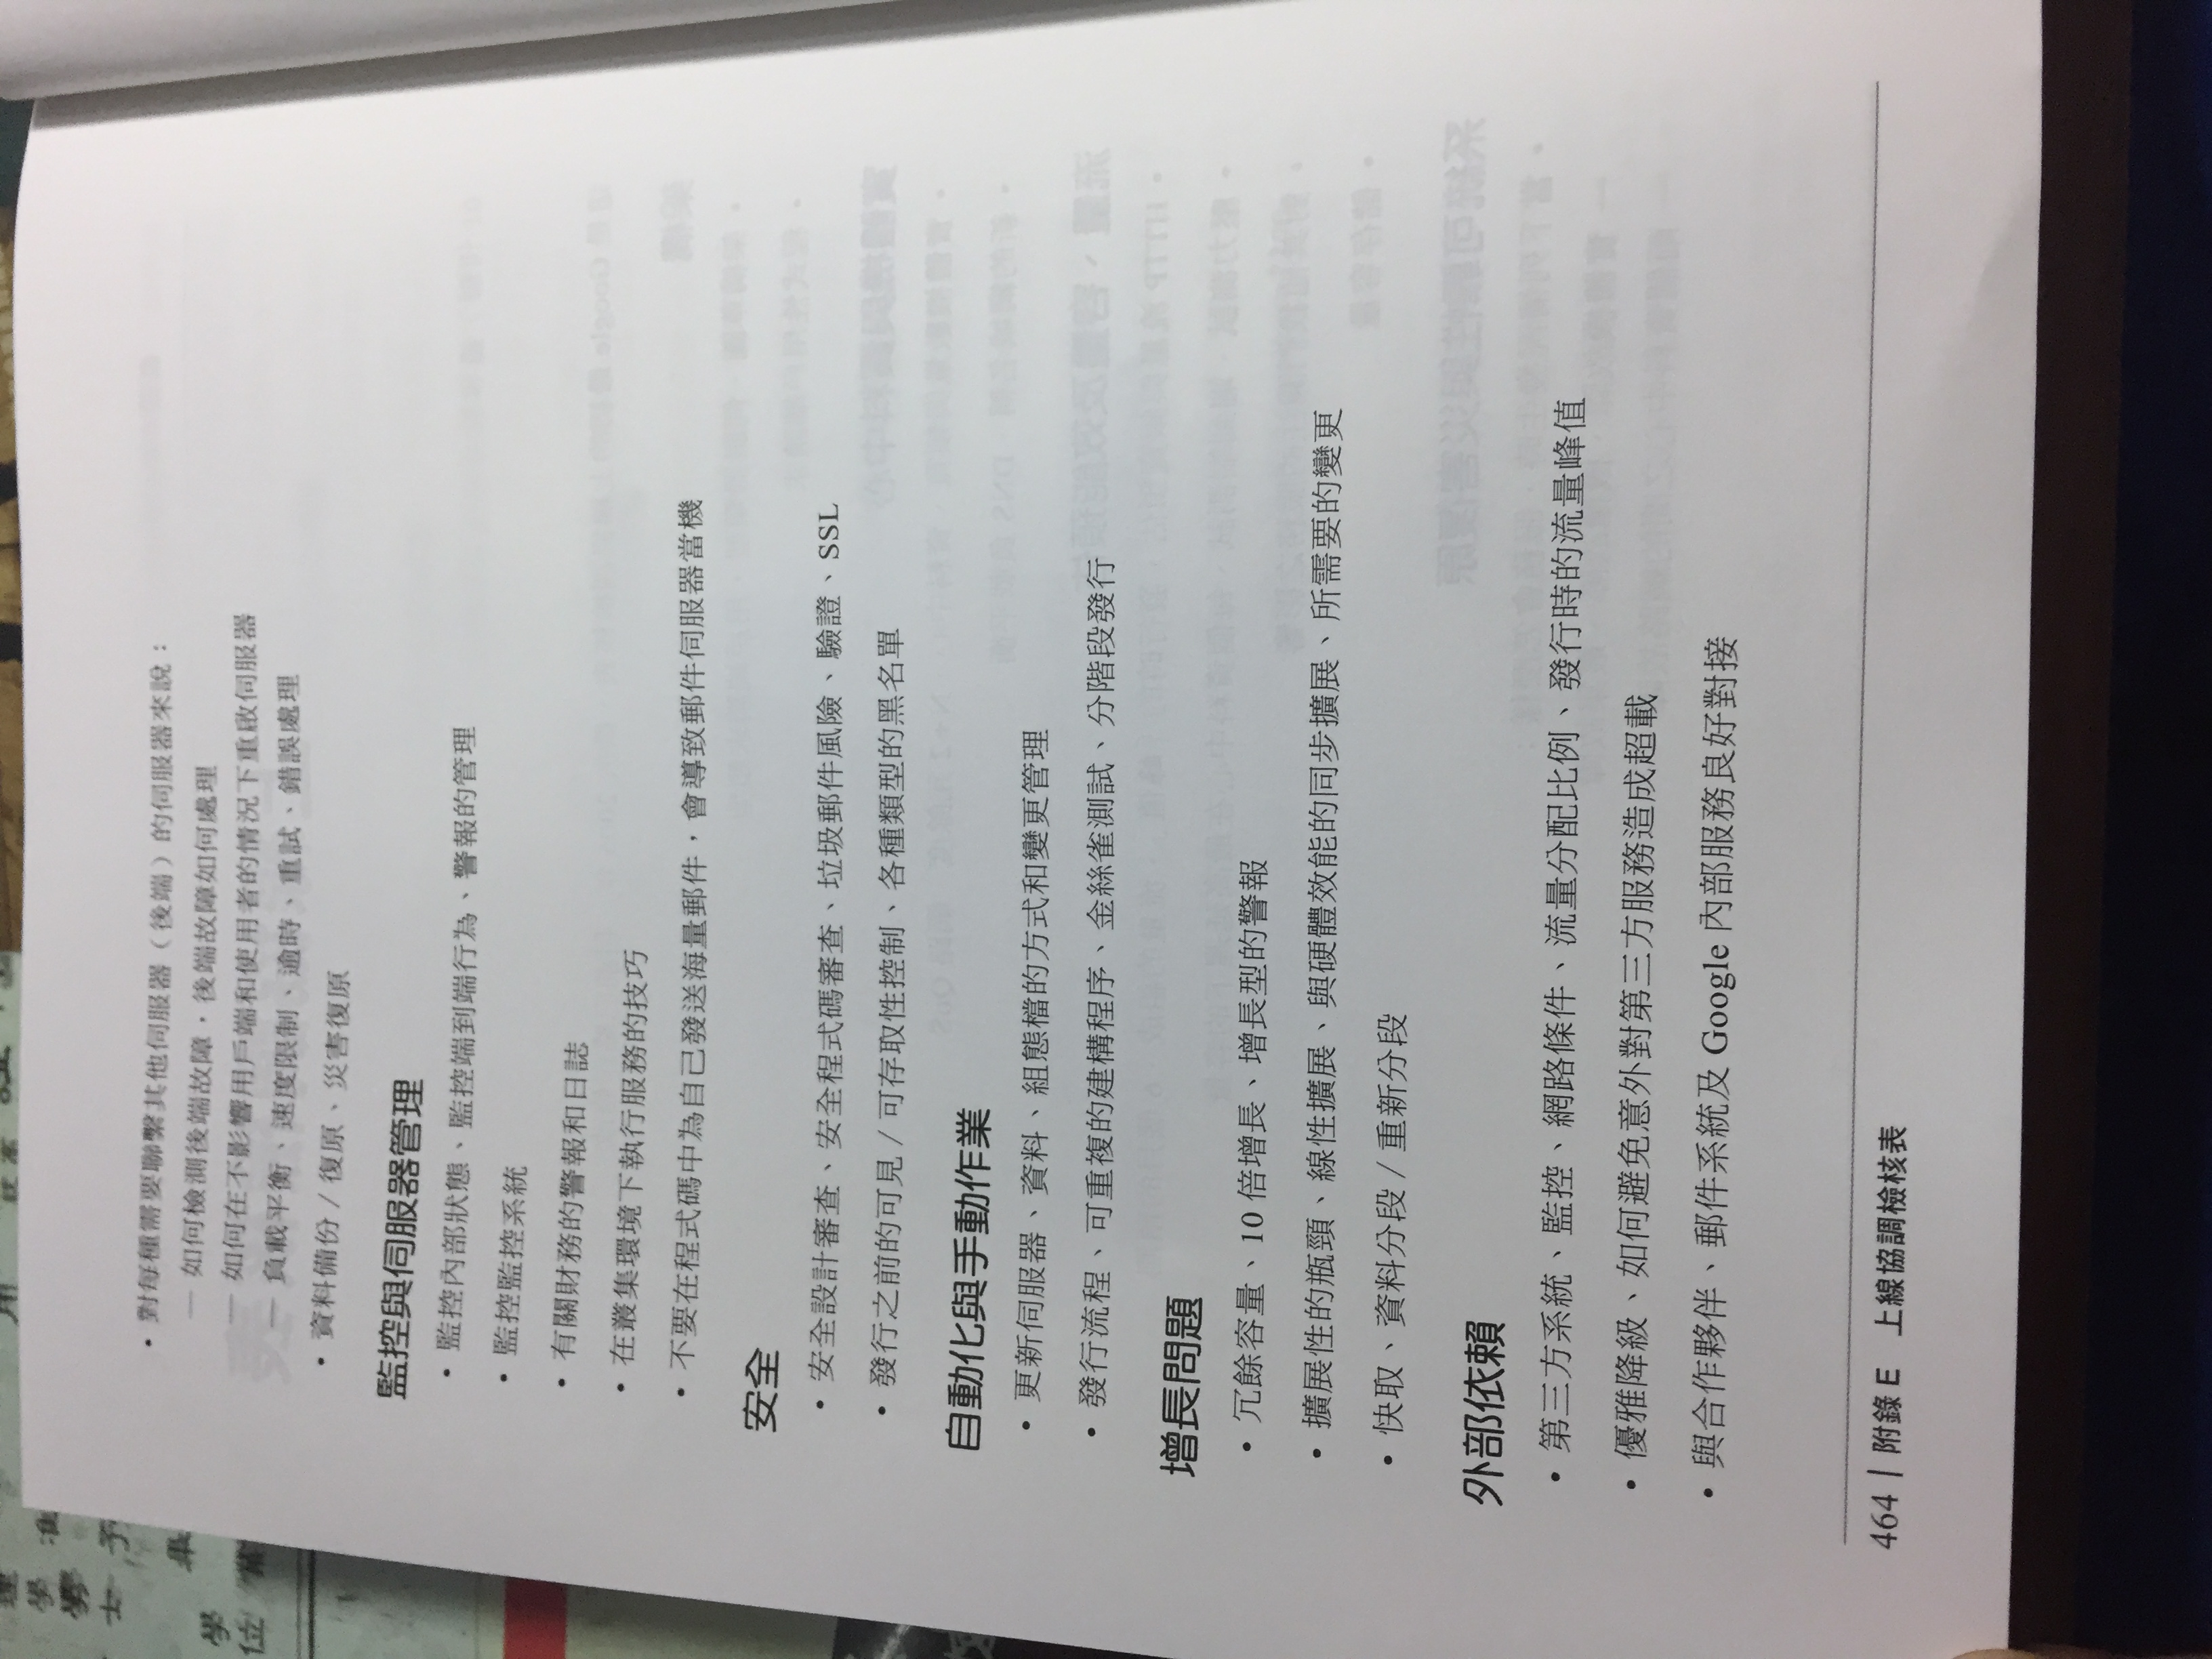 • 對每種需要聯繫其他伺服器（後端）的伺服器來說：
— 如何檢測後端故障，後端故障如何處理
— 如何在不影響用戶端和使用者的情況下重啟伺服器
— 負載平衡、速度限制、逾時、重試、錯誤處理
• 資料備份 / 復原、災害復原
監控與伺服器管理
• 監控內部狀態、監控端到端行為、警報的管理
• 監控監控系統
• 有關財務的警報和日誌
• 在叢集環境下執行服務的技巧
• 不要在程式碼中為自己發送海量郵件，會導致郵件伺服器當機
安全
• 安全設計審查、安全程式碼審查、垃圾郵件風險、驗證、SSL
• 發行之前的可見 / 可存取性控制、各種類型的黑名單
自動化與手動作業
• 更新伺服器、資料、組態檔的方式和變更管理
• 發行流程、可重複的建構程序、金絲雀測試、分階段發行
增長問題
• 冗餘容量、10 倍增長、增長型的警報
• 擴展性的瓶頸、線性擴展、與硬體效能的同步擴展、所需要的變更
• 快取、資料分段 / 重新分段
外部依賴
• 第三方系統、監控、網路條件、流量分配比例、發行時的流量峰值
• 優雅降級、如何避免意外對第三方服務造成超載
• 與合作夥伴、郵件系統及 Google 內部服務良好對接
464 | 附錄 E 上線協調檢核表